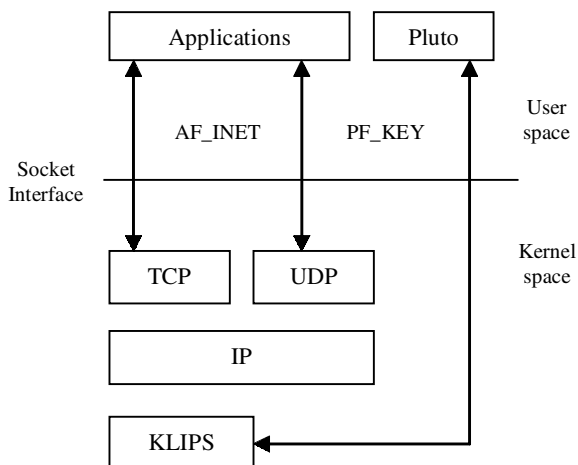 Applications
Pluto
AF_INET
PF_KEY
User
space
Socket
Interface
TCP
UDP
Kernel
space
IP
KLIPS